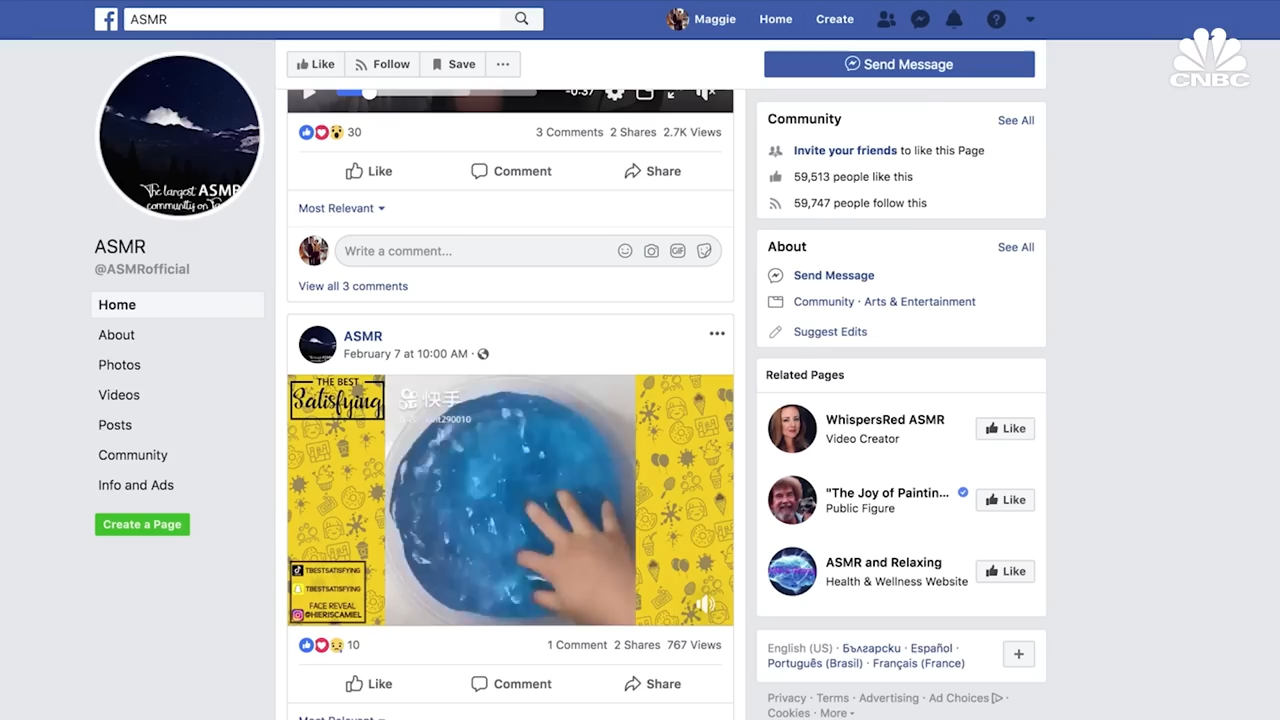 ASMR
Maggie
Home
Create
CNBC
Like
Follow
Save
Send Message
The largest ASMR
community on
ASMR
@ASMRofficial
Home
About
Photos
Videos
Posts
Community
Info and Ads
Create a Page
-0:37
30
3 Comments 2 Shares 2.7K Views
Like
Comment
Share
Most Relevant
Write a comment...
GIF
View all 3 comments
ASMR
February 7 at 10:00 AM ·
THE BEST
Satisfying
快手
TBESTSATISFYING
TBESTSATISFYING
FACE REVEAL
@HIERISCAMIEL
10
1 Comment 2 Shares 767 Views
Like
Comment
Share
Most Relevant
Community
See All
Invite your friends to like this Page
59,513 people like this
59,747 people follow this
About
See All
Send Message
Community · Arts & Entertainment
Suggest Edits
Related Pages
WhispersRed ASMR
Video Creator
Like
"The Joy of Paintin...
Public Figure
Like
ASMR and Relaxing
Health & Wellness Website
Like
English (US) · Български · Español ·
Português (Brasil) · Français (France)
Privacy · Terms · Advertising · Ad Choices ·
Cookies · More